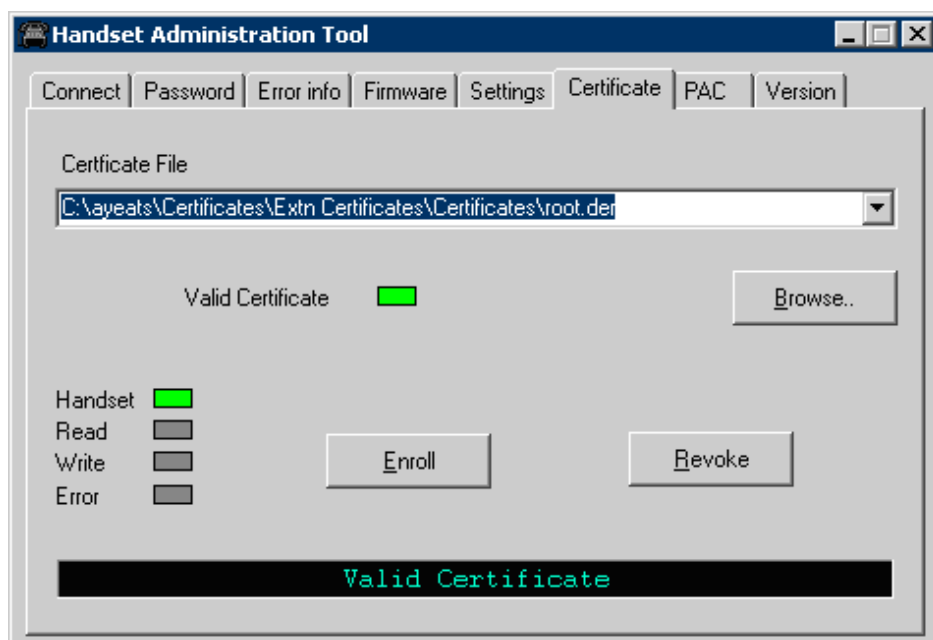 Handset Administration Tool
Connect Password Error info Firmware Settings Certificate PAC Version
Certficate File
C:\ayeats\Certificates\Extn Certificates\Certificates\root.der
Valid Certificate
Browse..
Handset
Read
Write
Error
Enroll
Revoke
Valid Certificate